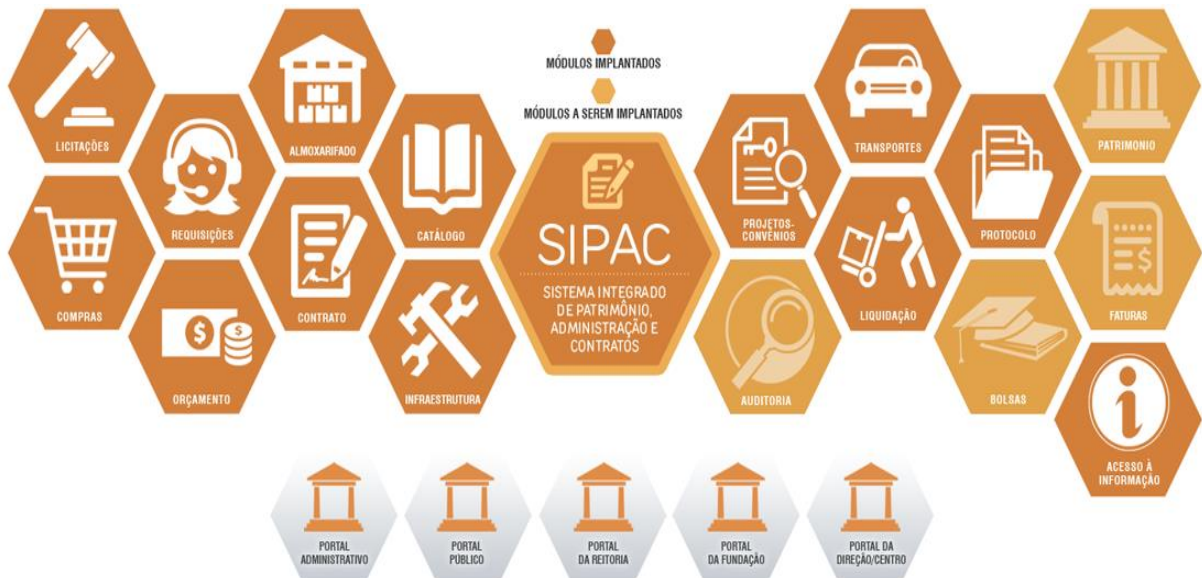 MÓDULOS IMPLANTADOS
MÓDULOS A SEREM IMPLANTADOS
LICITAÇÕES
ALMOXARIFADO
TRANSPORTES
PATRIMONIO
REQUISIÇÕES
CATÁLOGO
SIPAC
SISTEMA INTEGRADO
DE PATRIMÔNIO,
ADMINISTRAÇÃO E
CONTRATOS
PROJETOS-
CONVÊNIOS
PROTOCOLO
COMPRAS
CONTRATO
LIQUIDAÇÃO
FATURAS
ORÇAMENTO
INFRAESTRUTURA
AUDITORIA
BOLSAS
ACESSO À
INFORMAÇÃO
PORTAL
ADMINISTRATIVO
PORTAL
PÚBLICO
PORTAL
DA REITORIA
PORTAL
DA FUNDAÇÃO
PORTAL DA
DIREÇÃO/CENTRO